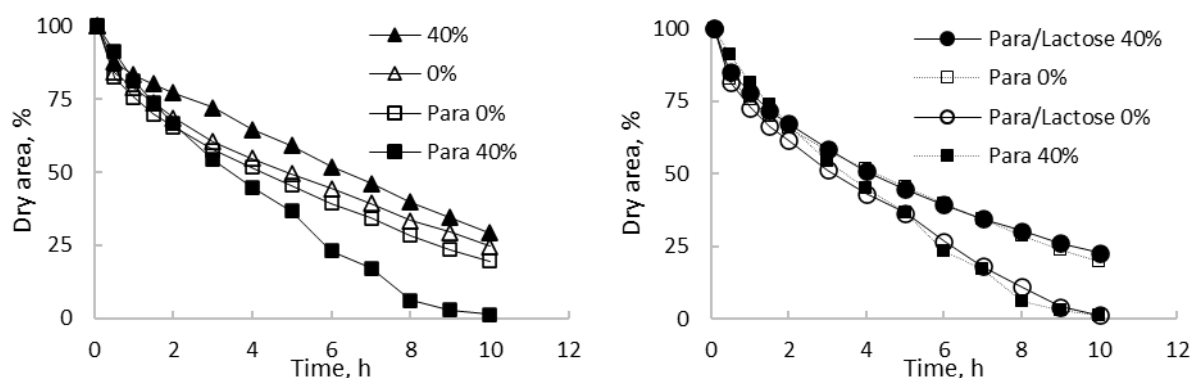 Dry area, %
100
75
50
25
0
0 2 4 6 8 10 12
Time, h
40%
0%
Para 0%
Para 40%
Dry area, %
100
75
50
25
0
0 2 4 6 8 10 12
Time, h
Para/Lactose 40%
Para 0%
Para/Lactose 0%
Para 40%